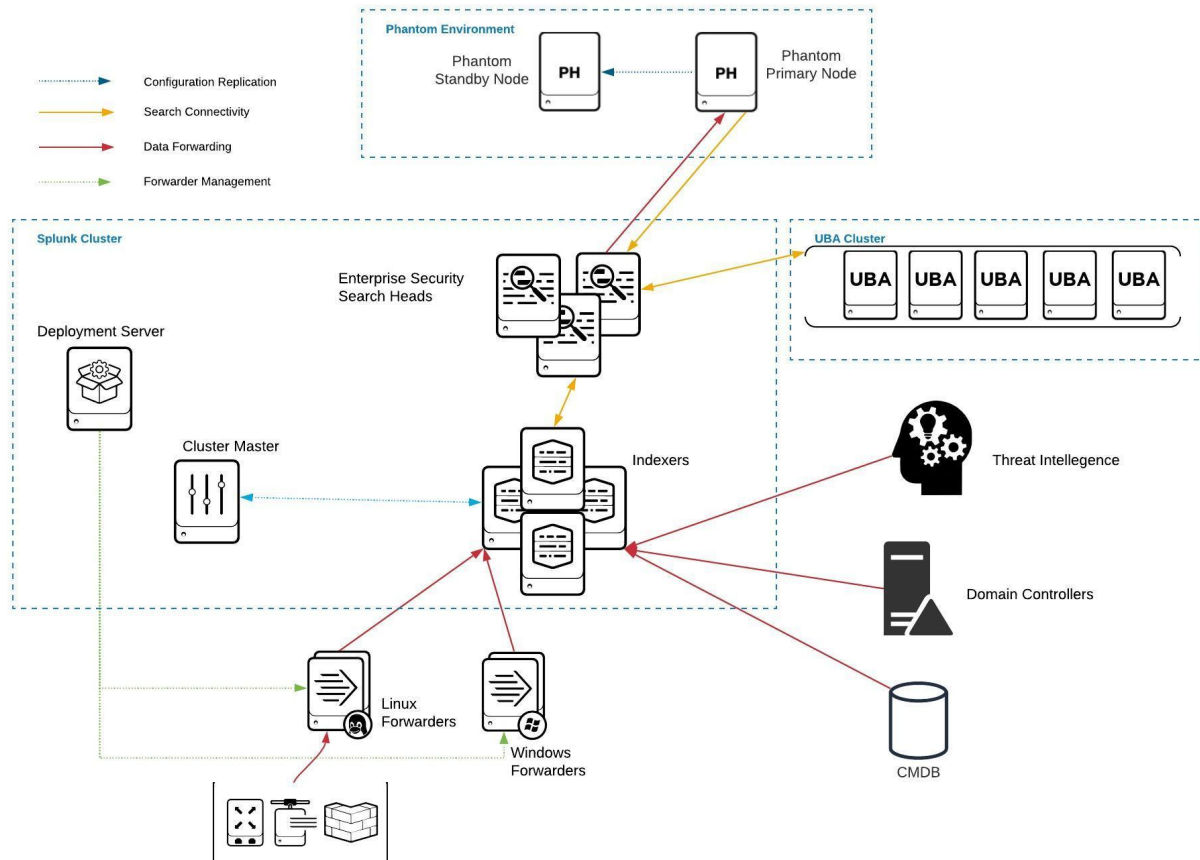 Phantom Environment
Phantom
Standby Node
PH
PH
Phantom
Primary Node
Configuration Replication
Search Connectivity
Data Forwarding
Forwarder Management
Splunk Cluster
UBA Cluster
Enterprise Security
Search Heads
UBA
UBA
UBA
UBA
UBA
Deployment Server
Cluster Master
Indexers
Threat Intellegence
Domain Controllers
Linux
Forwarders
Windows
Forwarders
CMDB